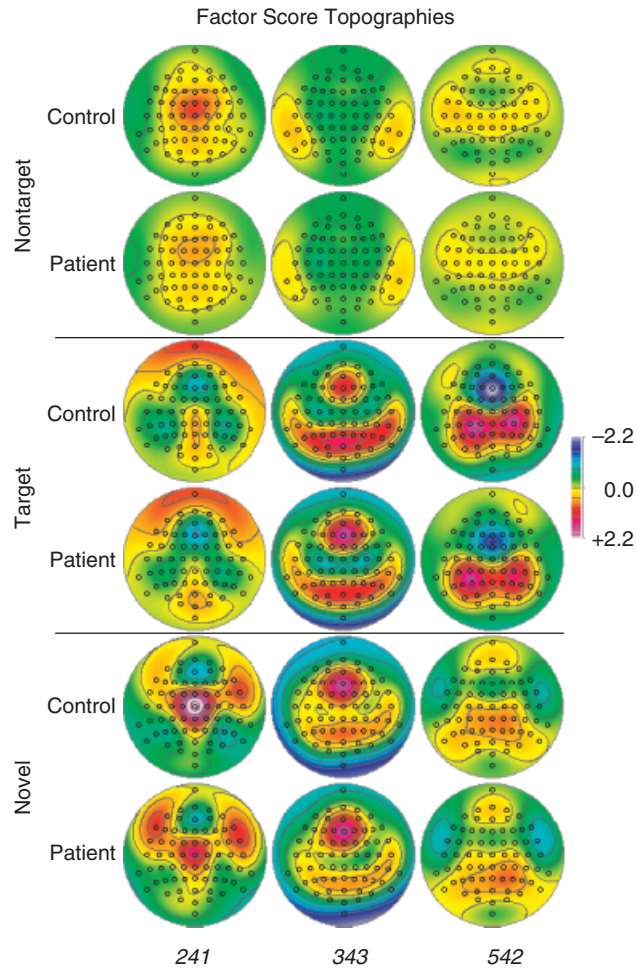 Factor Score Topographies
Nontarget
Control
Patient
Target
Control
Patient
−2.2
0.0
+2.2
Novel
Control
Patient
241 343 542